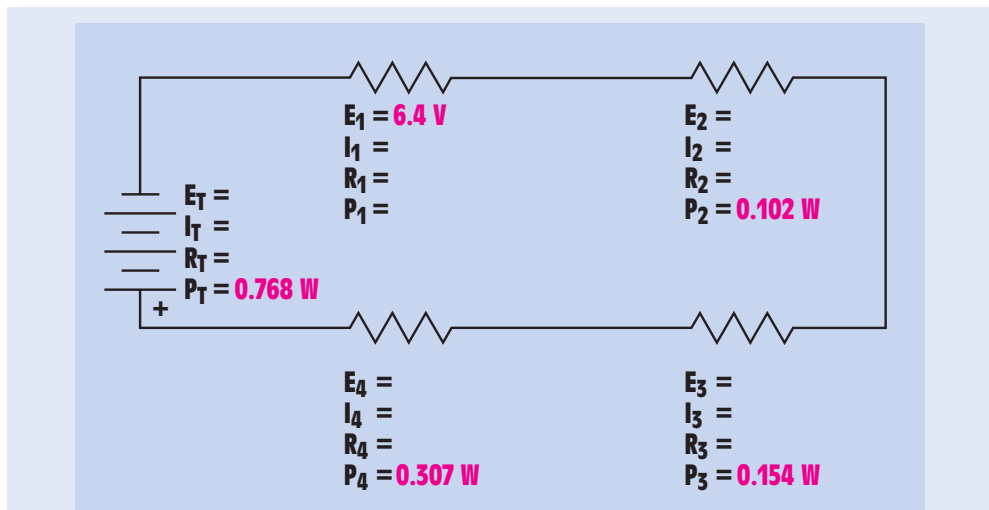 E1 = 6.4 V
I1 =
R1 =
P1 =
E2 =
I2 =
R2 =
P2 = 0.102 W
ET =
IT =
RT =
PT = 0.768 W
+
E4 =
I4 =
R4 =
P4 = 0.307 W
E3 =
I3 =
R3 =
P3 = 0.154 W